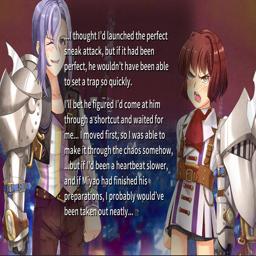 ...I thought I'd launched the perfect
sneak attack, but if it had been
perfect, he wouldn't have been able
to set a trap so quickly.
I'll bet he figured I'd come at him
through a shortcut and waited for
me... I moved first, so I was able to
make it through the chaos somehow,
...but if I'd been a heartbeat slower,
and if Miyao had finished his
preparations, I probably would've
been taken out neatly...